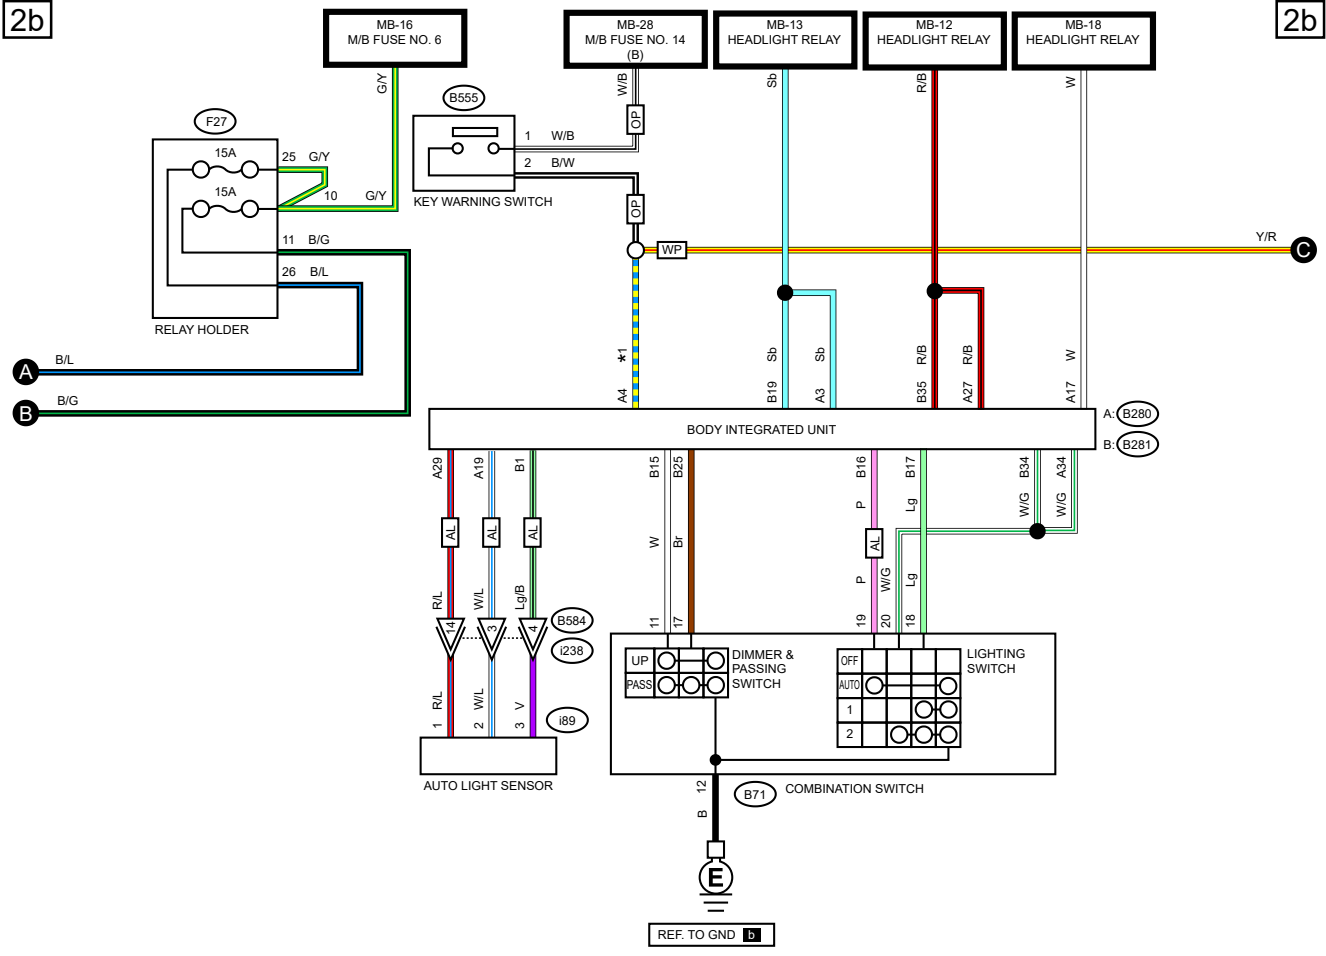 2b
2b
MB-16
M/B FUSE NO. 6
MB-28
M/B FUSE NO. 14
(B)
MB-13
HEADLIGHT RELAY
MB-12
HEADLIGHT RELAY
MB-18
HEADLIGHT RELAY
G/Y
W/B
Sb
R/B
W
F27
15A
25 G/Y
15A
10 G/Y
11 B/G
26 B/L
RELAY HOLDER
B555
1 W/B
2 B/W
KEY WARNING SWITCH
OP
OP
WP
Y/R
C
A
B/L
B
B/G
*1
Sb
Sb
R/B
R/B
W
A4
B19
A3
B35
A27
A17
BODY INTEGRATED UNIT
A: B280
B: B281
A29
A19
B1
B15
B25
B16
B17
B34
A34
P
Lg
W/G
W/G
AL
AL
AL
W
Br
AL
R/L
W/L
Lg/B
P
W/G
Lg
14
3
4
B584
i238
11
17
19
20
18
R/L
W/L
V
1
2
3
i89
AUTO LIGHT SENSOR
UP
PASS
DIMMER &
PASSING
SWITCH
OFF
AUTO
1
2
LIGHTING
SWITCH
12
B
B71
COMBINATION SWITCH
E
REF. TO GND b